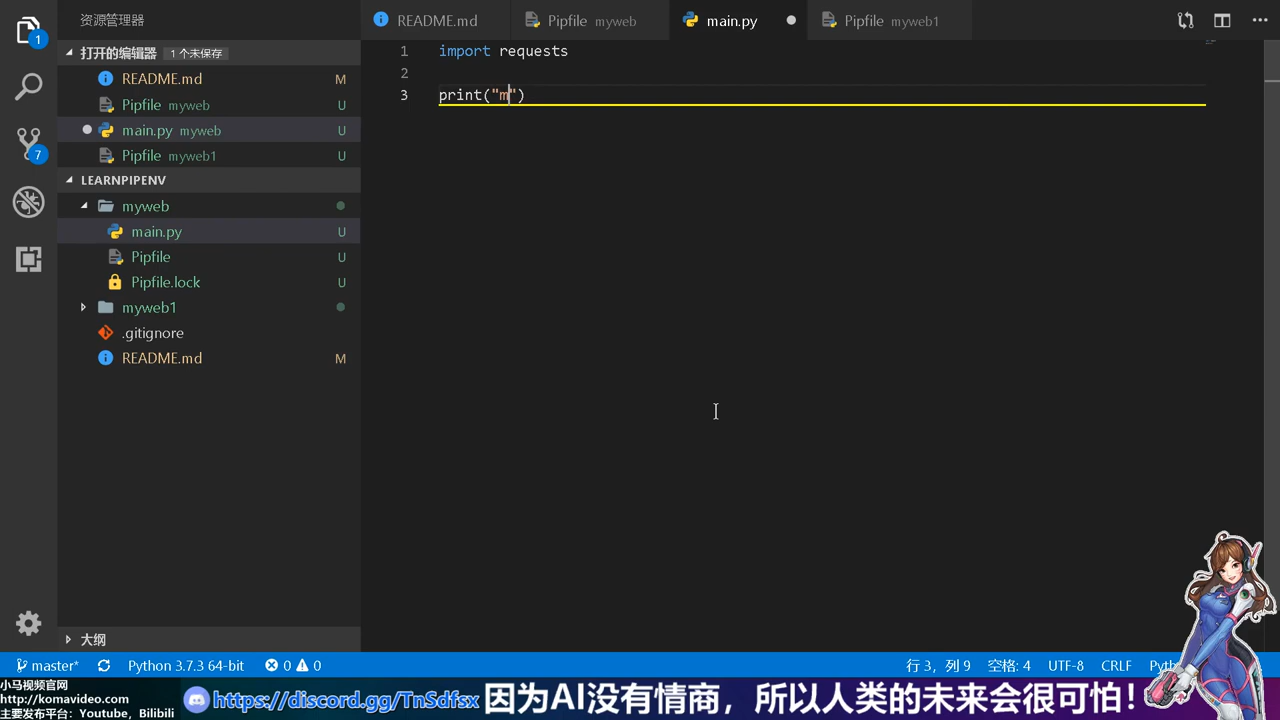 资源管理器
README.md
Pipfile myweb
main.py
Pipfile myweb1
打开的编辑器 1 个未保存
README.md M
Pipfile myweb U
main.py myweb U
Pipfile myweb1 U
LEARNPIPENV
myweb
main.py U
Pipfile U
Pipfile.lock U
myweb1
.gitignore
README.md M
大纲
1
7
1 import requests
2
3 print("m")
master* Python 3.7.3 64-bit 0 0 行 3，列 9 空格: 4 UTF-8 CRLF
小马视频官网
http://komavideo.com
主要发布平台：Youtube，Bilibili
https://discord.gg/TnSdfsx
因为AI没有情商，所以人类的未来会很可怕！